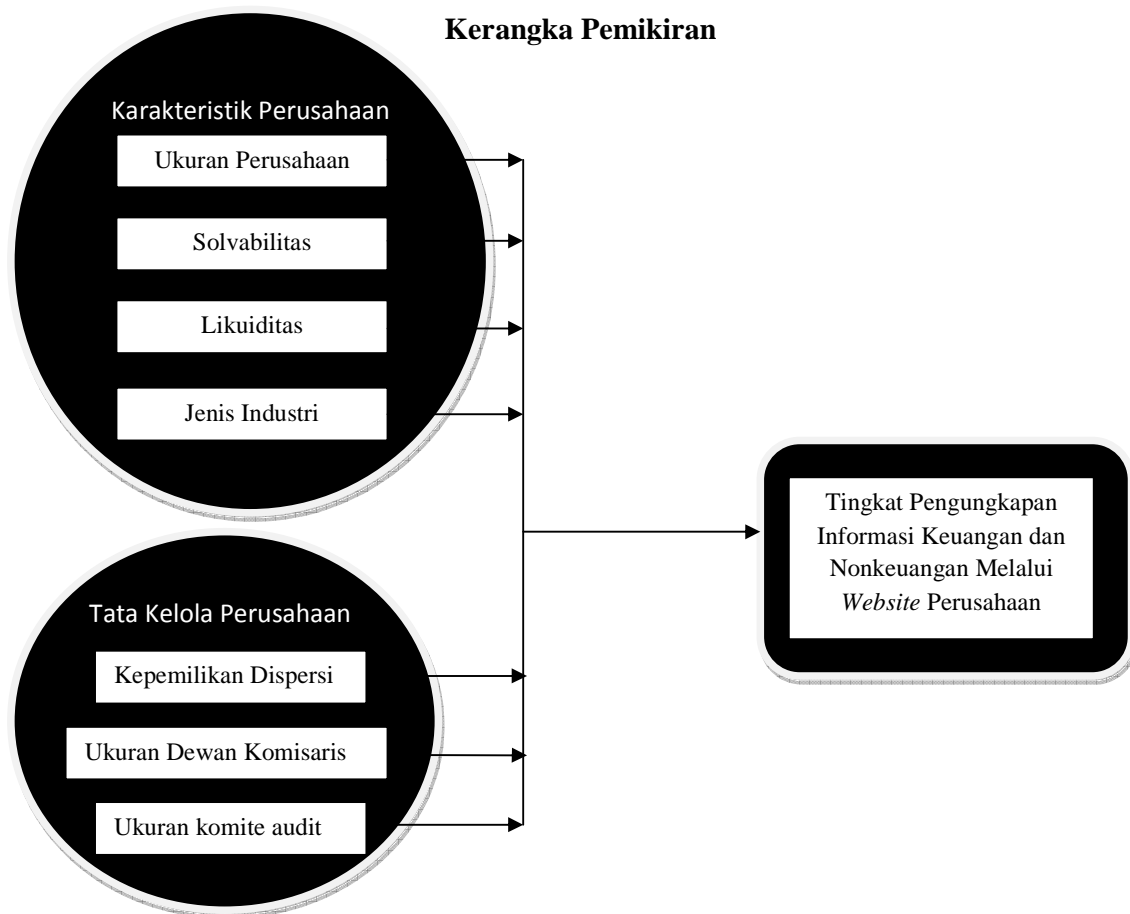 Kerangka Pemikiran
Karakteristik Perusahaan
Ukuran Perusahaan
Solvabilitas
Likuiditas
Jenis Industri
Tata Kelola Perusahaan
Kepemilikan Dispersi
Ukuran Dewan Komisaris
Ukuran komite audit
Tingkat Pengungkapan
Informasi Keuangan dan
Nonkeuangan Melalui
Website Perusahaan